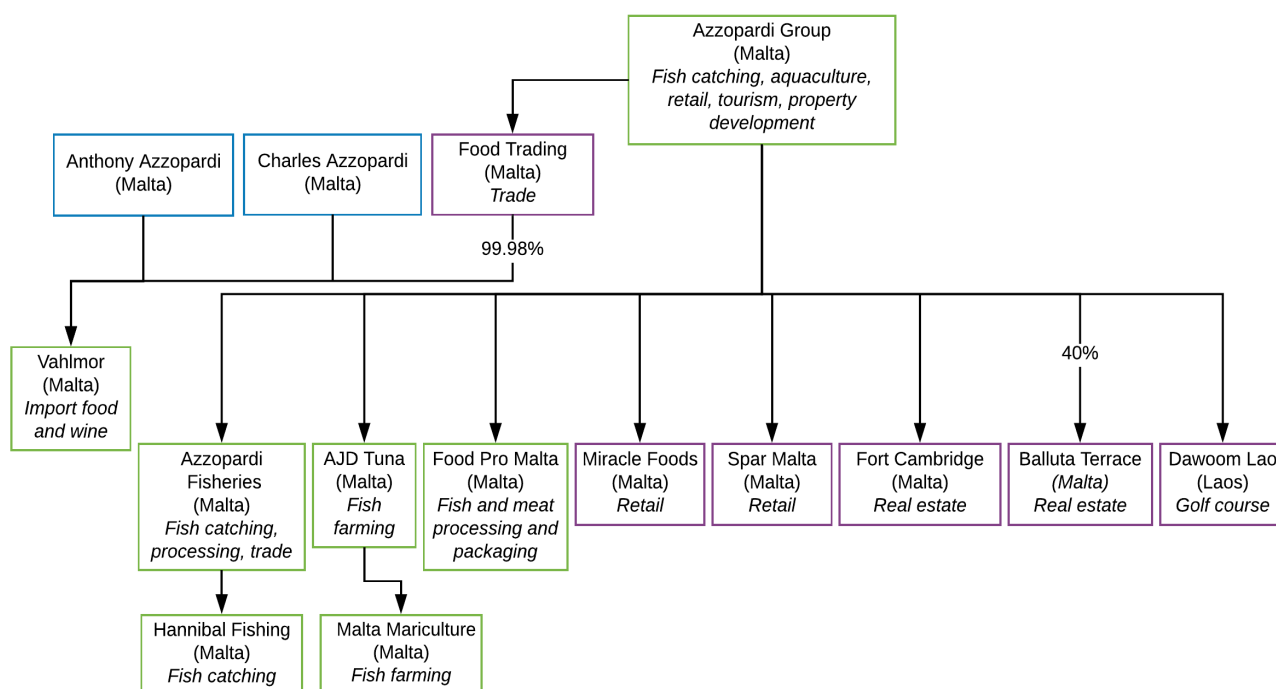 Azzopardi Group
(Malta)
Fish catching, aquaculture,
retail, tourism, property
development
Anthony Azzopardi
(Malta)
Charles Azzopardi
(Malta)
Food Trading
(Malta)
Trade
99.98%
Vahlmor
(Malta)
Import food
and wine
40%
Azzopardi
Fisheries
(Malta)
Fish catching,
processing, trade
AJD Tuna
(Malta)
Fish
farming
Food Pro Malta
(Malta)
Fish and meat
processing and
packaging
Miracle Foods
(Malta)
Retail
Spar Malta
(Malta)
Retail
Fort Cambridge
(Malta)
Real estate
Balluta Terrace
(Malta)
Real estate
Dawoom Lao
(Laos)
Golf course
Hannibal Fishing
(Malta)
Fish catching
Malta Mariculture
(Malta)
Fish farming